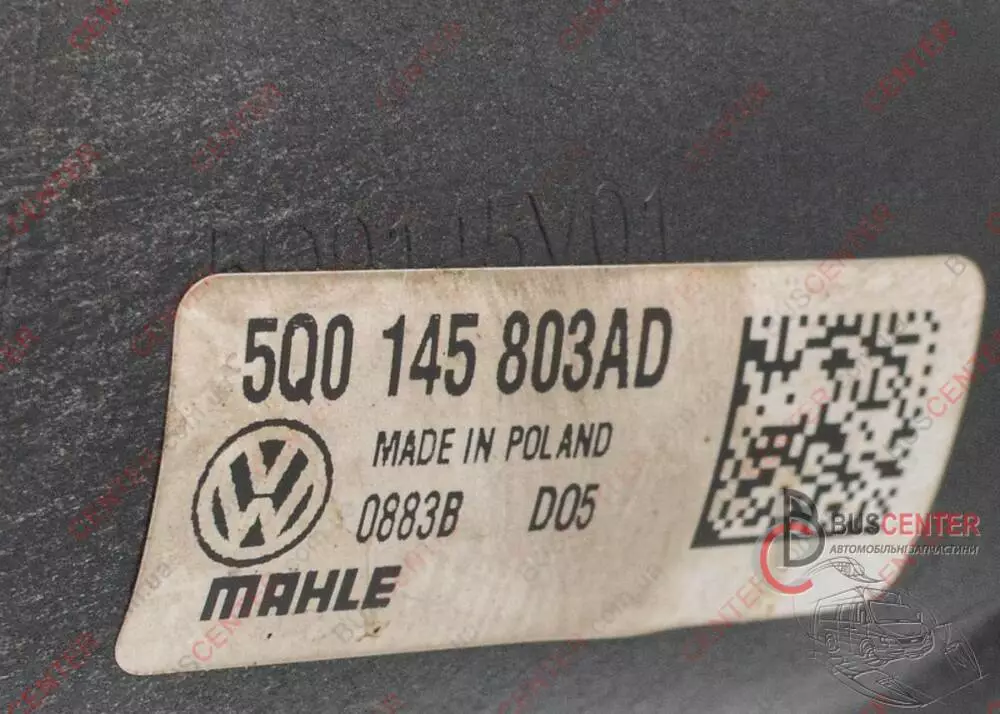 5Q0 145 803AD
MADE IN POLAND
0883B D05
MAHLE
BUSCENTER
АВТОМОБІЛЬНІ ЗАПЧАСТИНИ